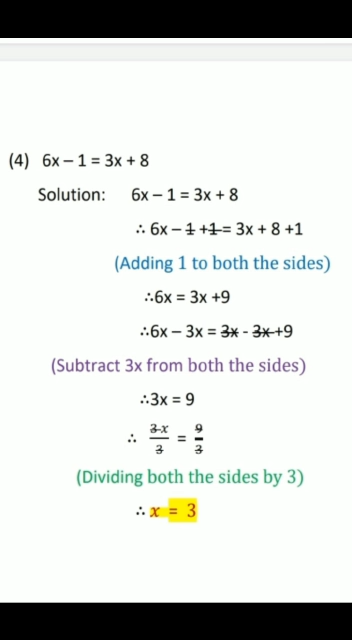 (4) 6x – 1 = 3x + 8
Solution: 6x – 1 = 3x + 8
∴ 6x – 1 +1 = 3x + 8 +1
(Adding 1 to both the sides)
∴6x = 3x +9
∴6x – 3x = 3x - 3x +9
(Subtract 3x from both the sides)
∴3x = 9
∴ 3x/3 = 9/3
(Dividing both the sides by 3)
∴ x = 3